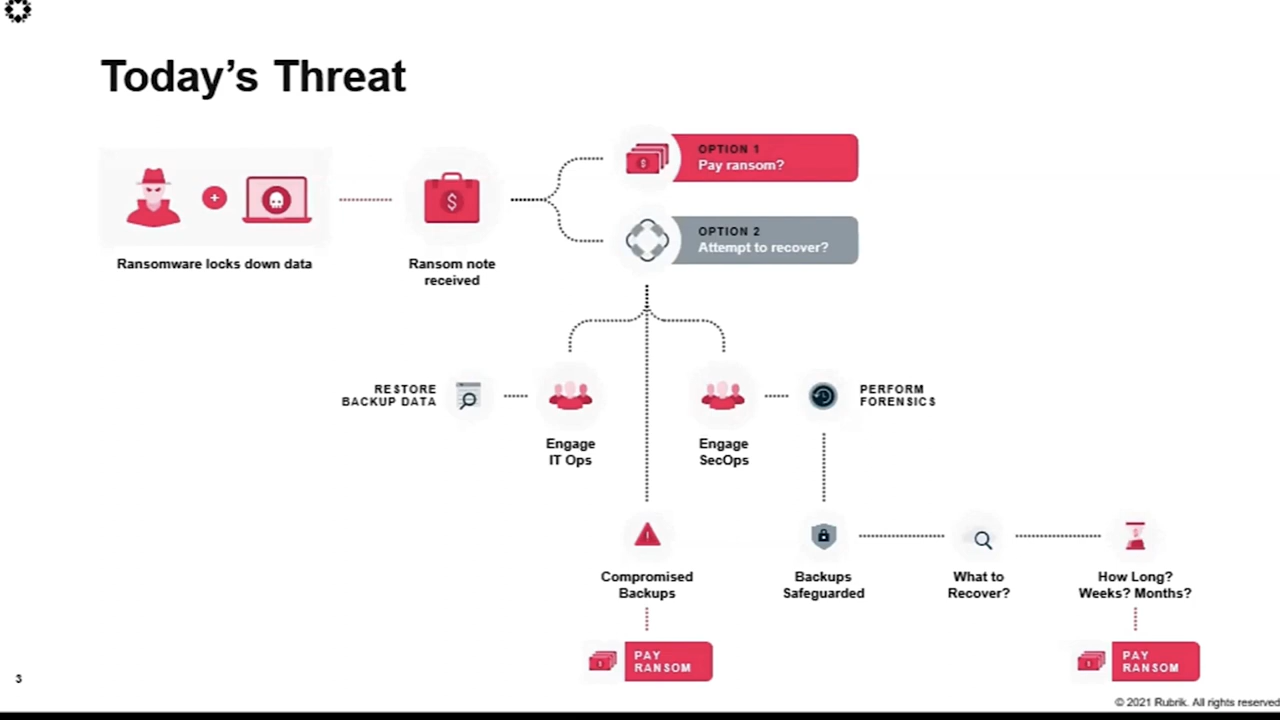 Today's Threat
OPTION 1
Pay ransom?
OPTION 2
Attempt to recover?
Ransomware locks down data
Ransom note
received
RESTORE
BACKUP DATA
PERFORM
FORENSICS
Engage
IT Ops
Engage
SecOps
Compromised
Backups
Backups
Safeguarded
What to
Recover?
How Long?
Weeks? Months?
PAY
RANSOM
PAY
RANSOM
3
© 2021 Rubrik. All rights reserved